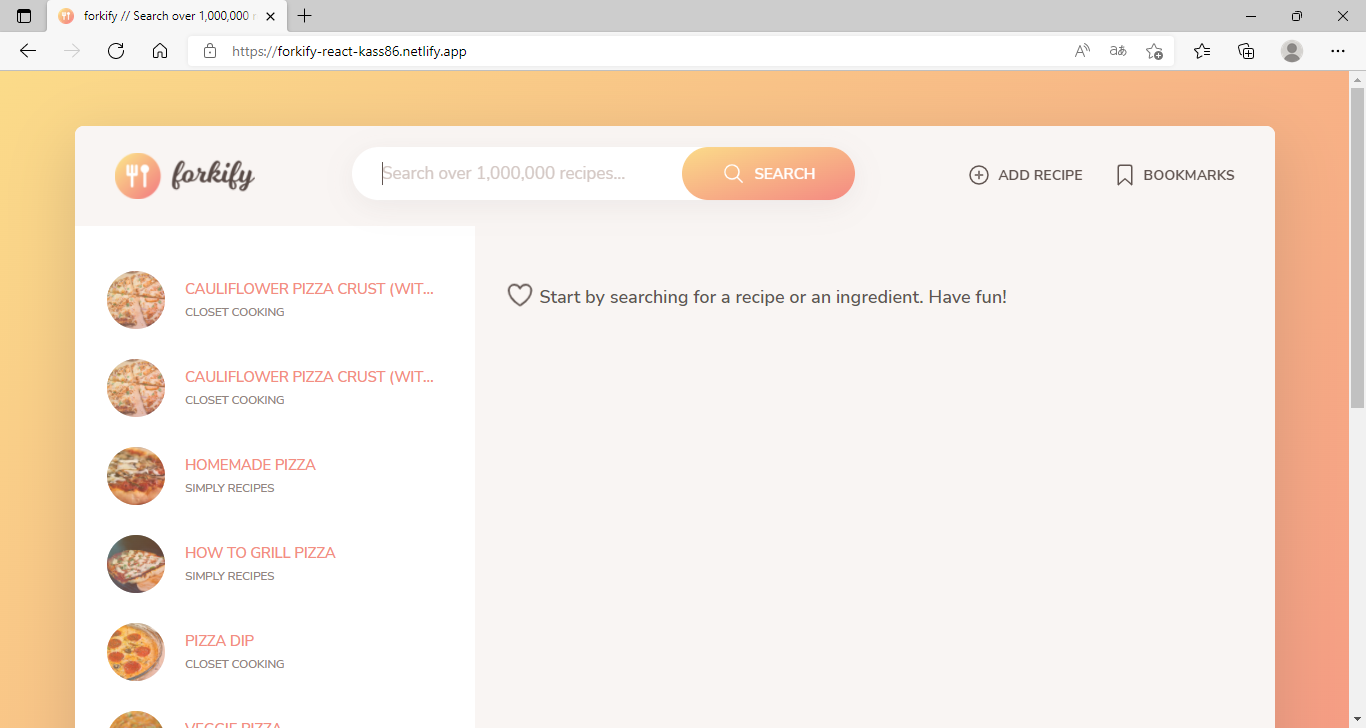 forkify // Search over 1,000,000
https://forkify-react-kass86.netlify.app
forkify
Search over 1,000,000 recipes...
SEARCH
ADD RECIPE
BOOKMARKS
CAULIFLOWER PIZZA CRUST (WIT...
CLOSET COOKING
Start by searching for a recipe or an ingredient. Have fun!
CAULIFLOWER PIZZA CRUST (WIT...
CLOSET COOKING
HOMEMADE PIZZA
SIMPLY RECIPES
HOW TO GRILL PIZZA
SIMPLY RECIPES
PIZZA DIP
CLOSET COOKING
VEGGIE PIZZA